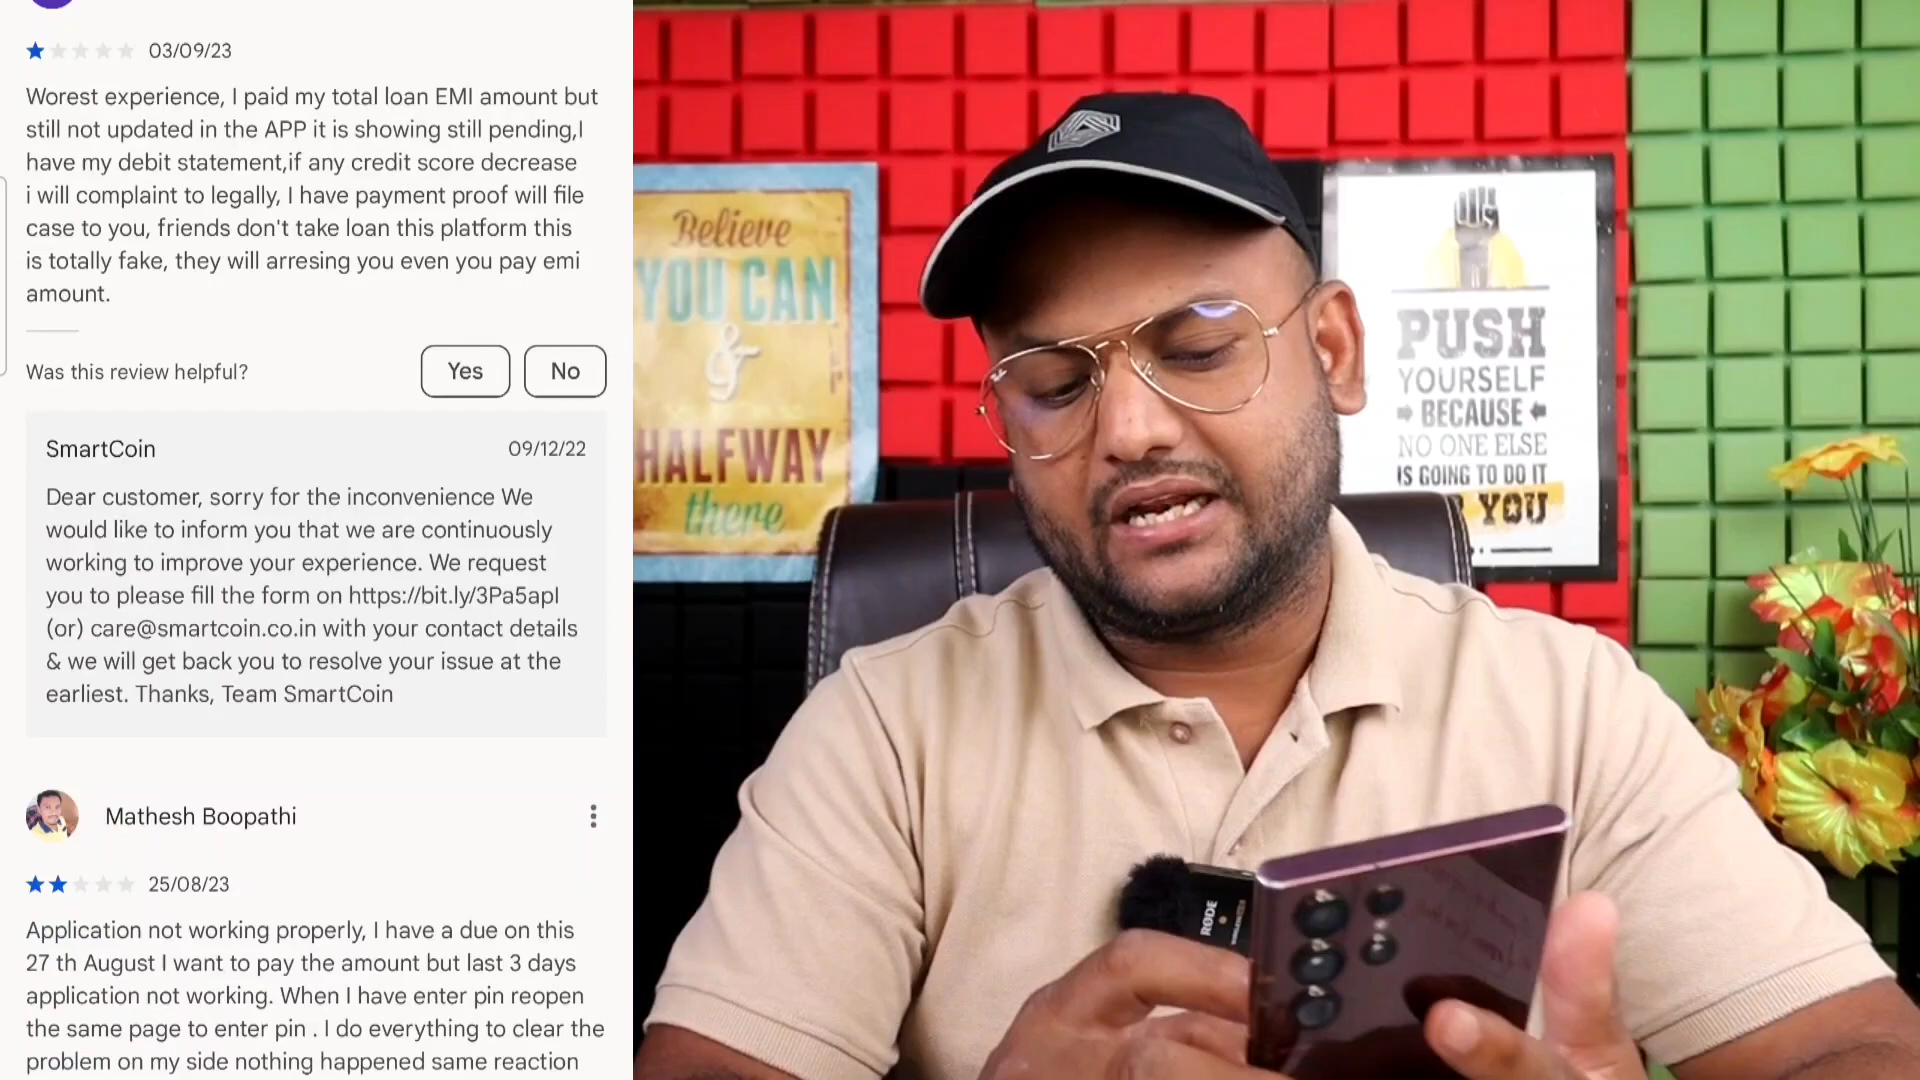 03/09/23
Worest experience, I paid my total loan EMI amount but
still not updated in the APP it is showing still pending,I
have my debit statement,if any credit score decrease
i will complaint to legally, I have payment proof will file
case to you, friends don't take loan this platform this
is totally fake, they will arresing you even you pay emi
amount.
Was this review helpful?
Yes
No
SmartCoin
09/12/22
Dear customer, sorry for the inconvenience We
would like to inform you that we are continuously
working to improve your experience. We request
you to please fill the form on https://bit.ly/3Pa5apI
(or) care@smartcoin.co.in with your contact details
& we will get back you to resolve your issue at the
earliest. Thanks, Team SmartCoin
Mathesh Boopathi
25/08/23
Application not working properly, I have a due on this
27 th August I want to pay the amount but last 3 days
application not working. When I have enter pin reopen
the same page to enter pin . I do everything to clear the
problem on my side nothing happened same reaction
Believe
YOU CAN
&
HALFWAY
there
PUSH
YOURSELF
BECAUSE
NO ONE ELSE
IS GOING TO DO IT
YOU
RODE